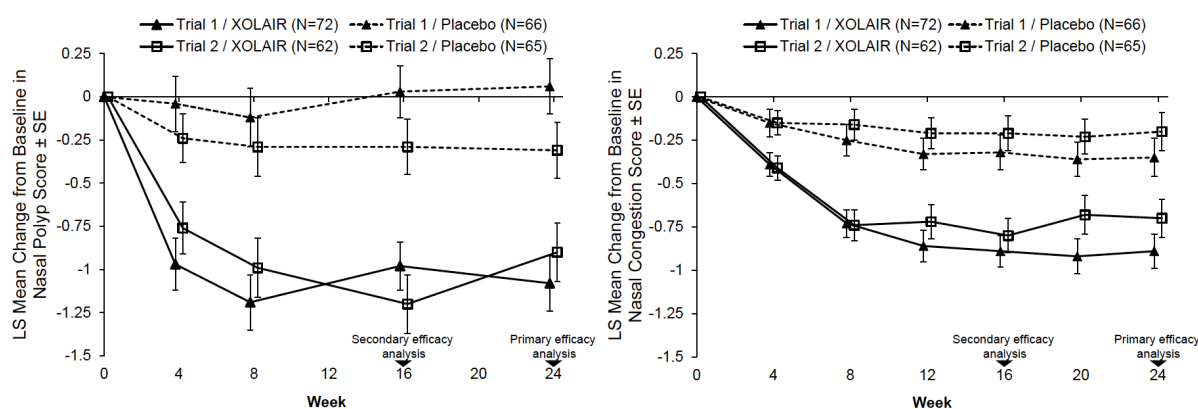 Trial 1 / XOLAIR (N=72) Trial 1 / Placebo (N=66)
Trial 2 / XOLAIR (N=62) Trial 2 / Placebo (N=65)
LS Mean Change from Baseline in
Nasal Polyp Score ± SE
0.25
0
-0.25
-0.5
-0.75
-1
-1.25
-1.5
Secondary efficacy
analysis
Primary efficacy
analysis
0 4 8 12 16 20 24
Week
Trial 1 / XOLAIR (N=72) Trial 1 / Placebo (N=66)
Trial 2 / XOLAIR (N=62) Trial 2 / Placebo (N=65)
LS Mean Change from Baseline in
Nasal Congestion Score ± SE
0.25
0
-0.25
-0.5
-0.75
-1
-1.25
-1.5
Secondary efficacy
analysis
Primary efficacy
analysis
0 4 8 12 16 20 24
Week